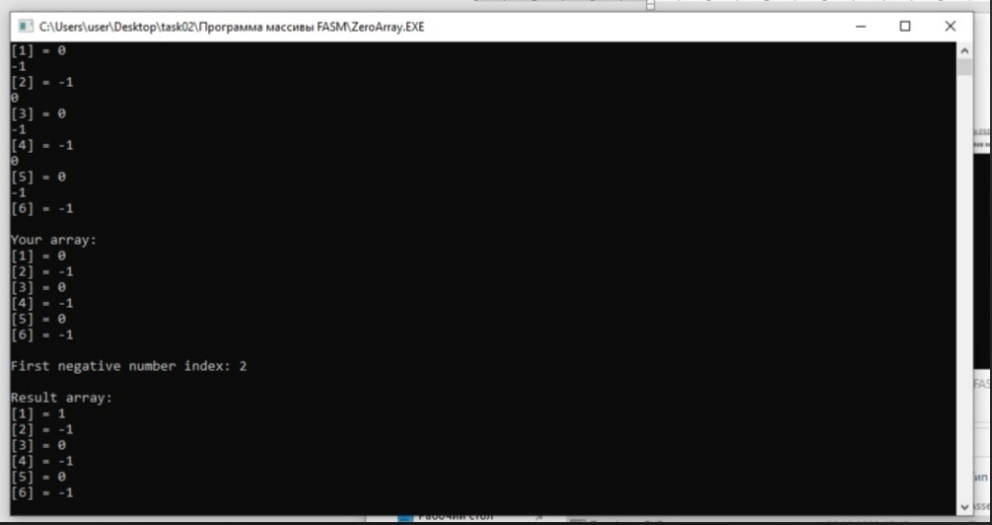 C:\Users\user\Desktop\task02\Программа массивы FASM\ZeroArray.EXE
[1] = 0
-1
[2] = -1
0
[3] = 0
-1
[4] = -1
0
[5] = 0
-1
[6] = -1
Your array:
[1] = 0
[2] = -1
[3] = 0
[4] = -1
[5] = 0
[6] = -1
First negative number index: 2
Result array:
[1] = 1
[2] = -1
[3] = 0
[4] = -1
[5] = 0
[6] = -1
FAS
Рабочий стол